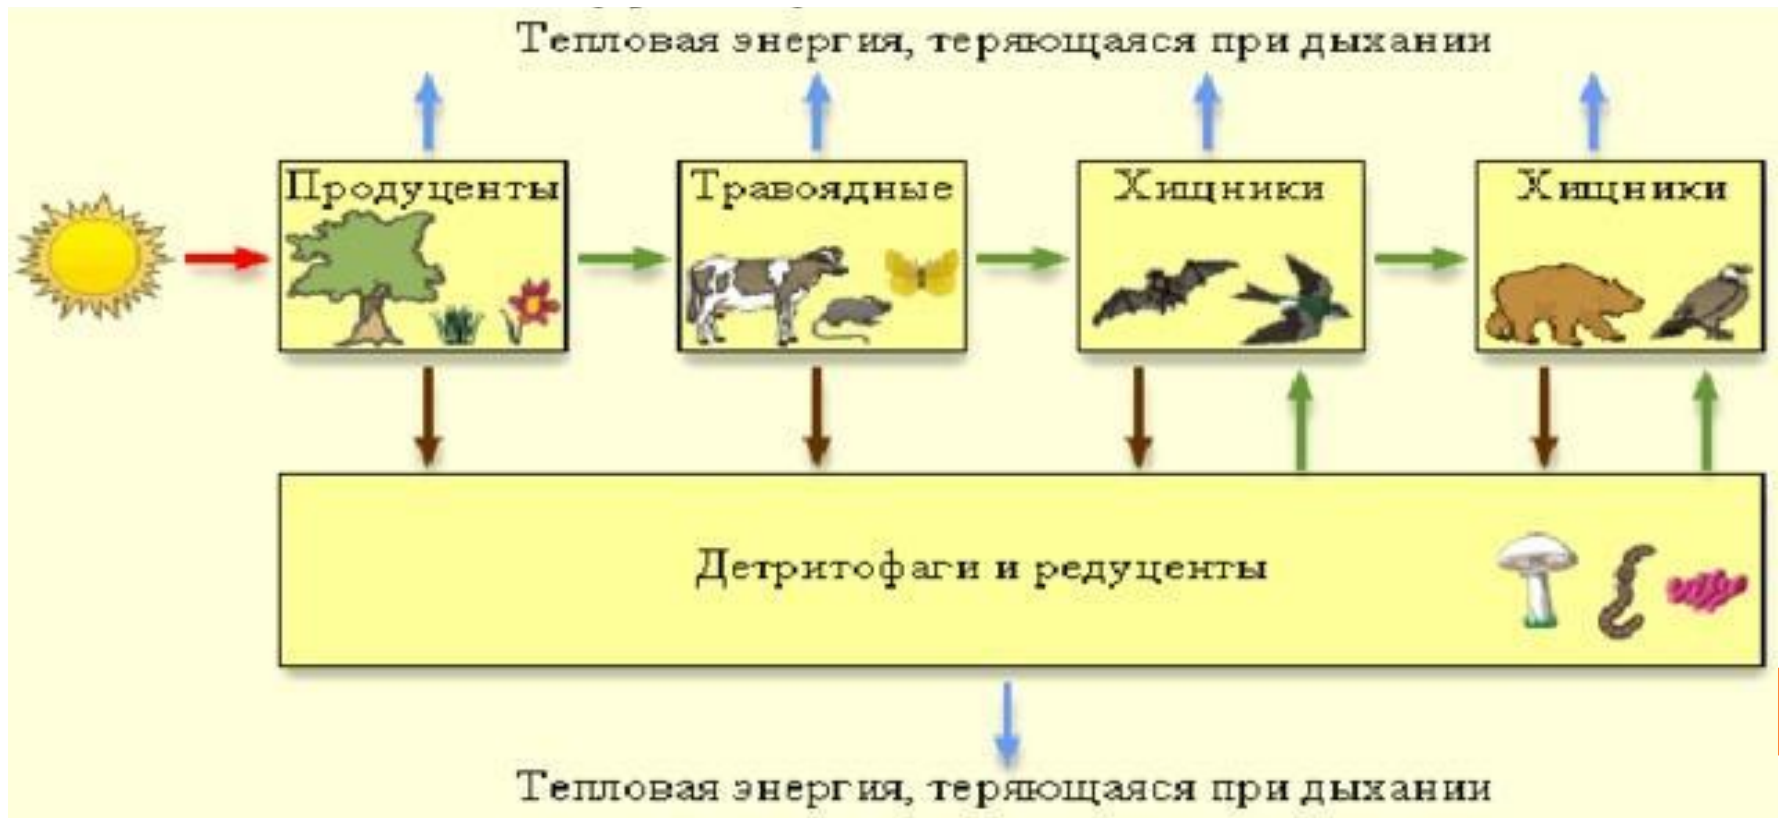 Тепловая энергия, теряющаяся при дыхании
Продуценты
Травоядные
Хищники
Хищники
Детритофаги и редуценты
Тепловая энергия, теряющаяся при дыхании